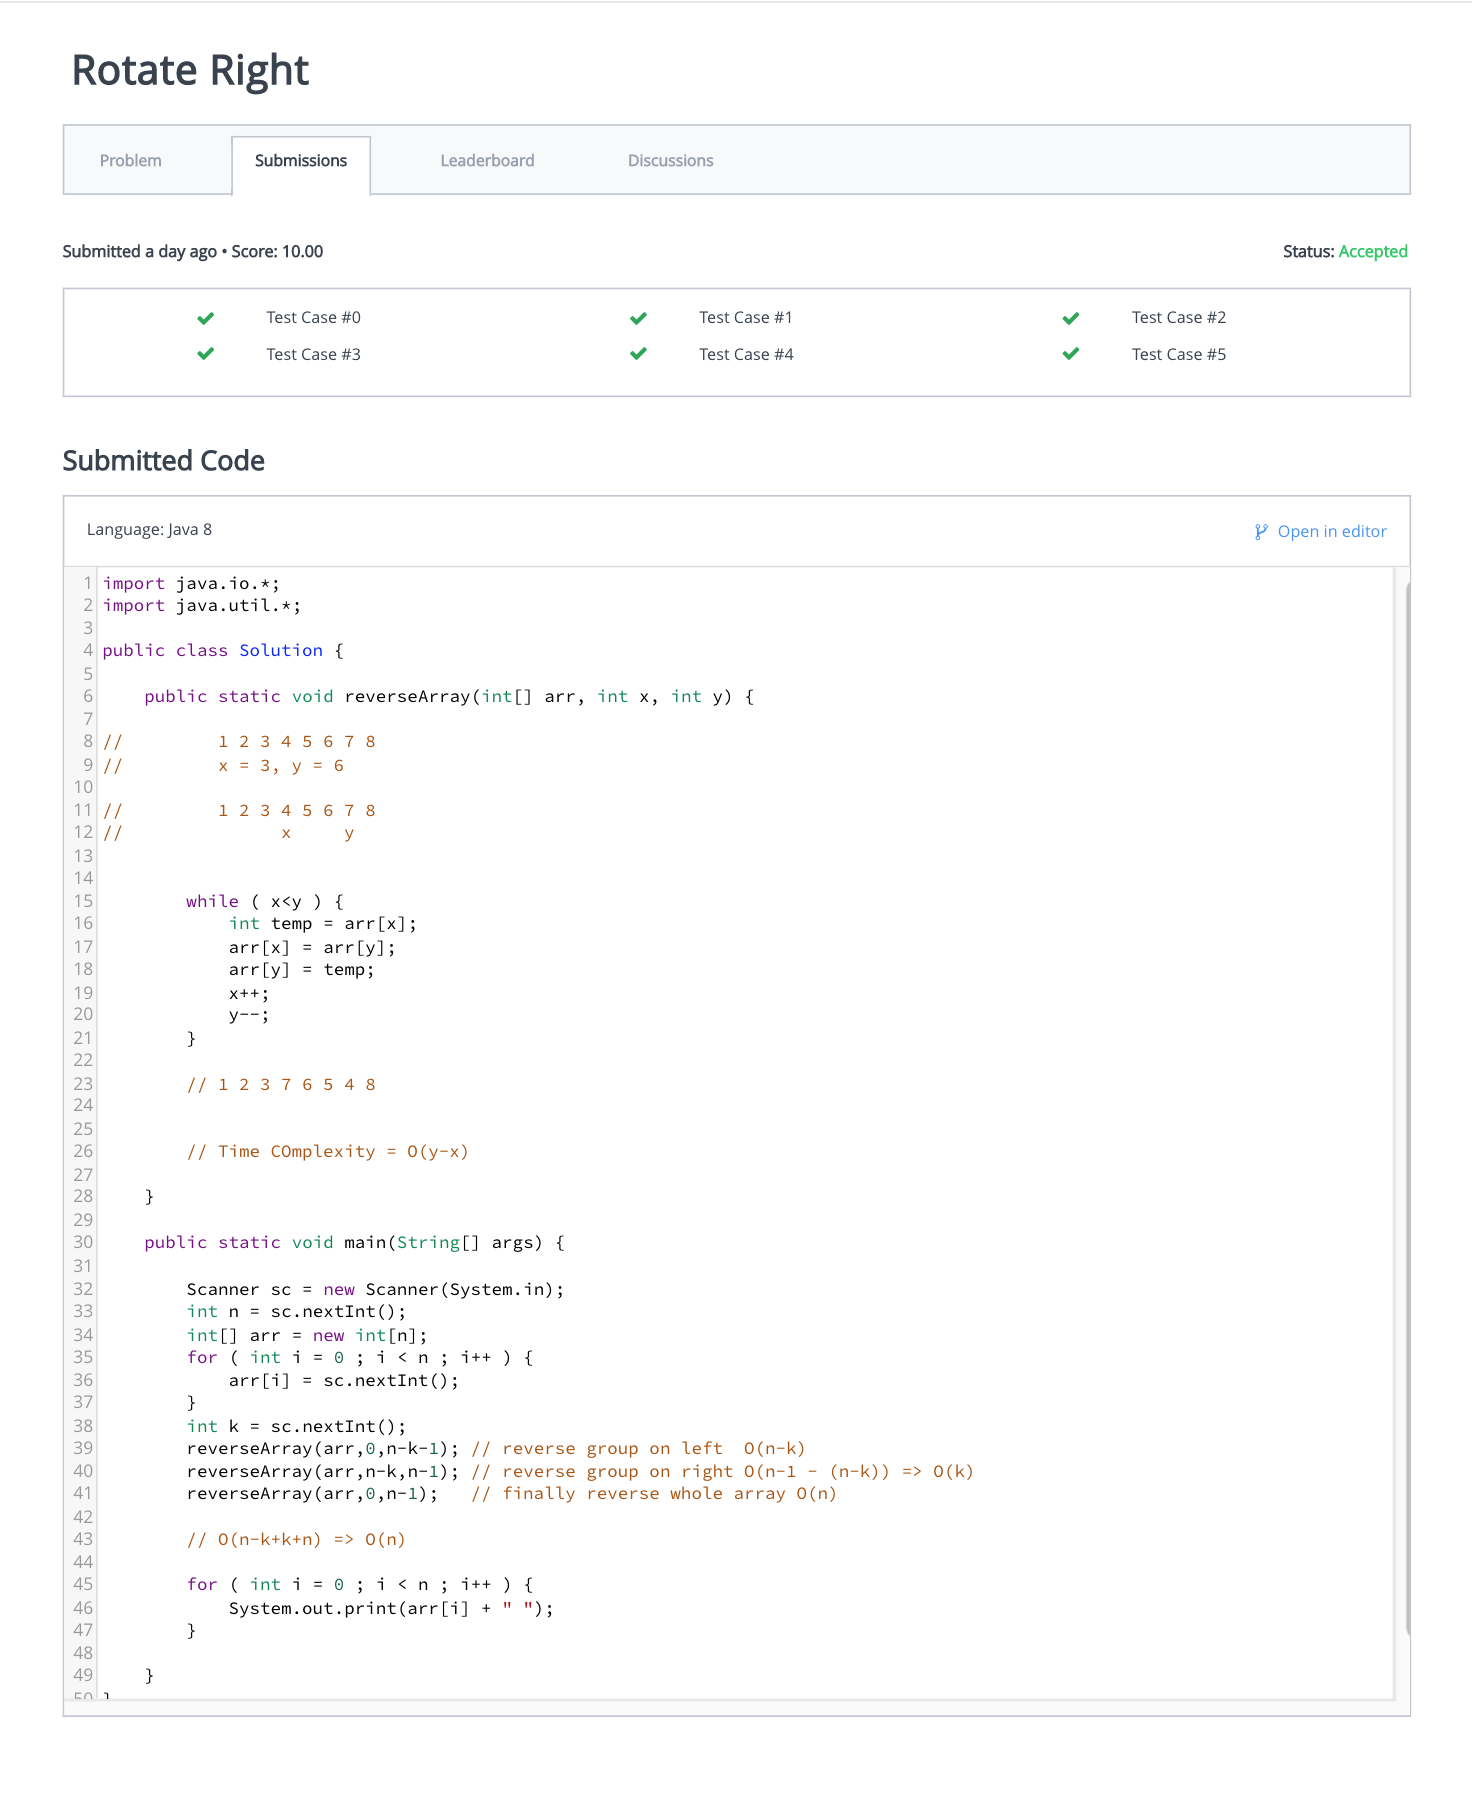 Rotate Right
Problem Submissions Leaderboard Discussions
Submitted a day ago • Score: 10.00 Status: Accepted
Test Case #0 Test Case #1 Test Case #2
Test Case #3 Test Case #4 Test Case #5
Submitted Code
Language: Java 8 Open in editor
1 import java.io.*;
2 import java.util.*;
3
4 public class Solution {
5
6     public static void reverseArray(int[] arr, int x, int y) {
7
8 //         1 2 3 4 5 6 7 8
9 //         x = 3, y = 6
10
11 //         1 2 3 4 5 6 7 8
12 //               x     y
13
14
15         while ( x<y ) {
16             int temp = arr[x];
17             arr[x] = arr[y];
18             arr[y] = temp;
19             x++;
20             y--;
21         }
22
23         // 1 2 3 7 6 5 4 8
24
25
26         // Time COmplexity = O(y-x)
27
28     }
29
30     public static void main(String[] args) {
31
32         Scanner sc = new Scanner(System.in);
33         int n = sc.nextInt();
34         int[] arr = new int[n];
35         for ( int i = 0 ; i < n ; i++ ) {
36             arr[i] = sc.nextInt();
37         }
38         int k = sc.nextInt();
39         reverseArray(arr,0,n-k-1); // reverse group on left  O(n-k)
40         reverseArray(arr,n-k,n-1); // reverse group on right O(n-1 - (n-k)) => O(k)
41         reverseArray(arr,0,n-1);   // finally reverse whole array O(n)
42
43         // O(n-k+k+n) => O(n)
44
45         for ( int i = 0 ; i < n ; i++ ) {
46             System.out.print(arr[i] + " ");
47         }
48
49     }
50 }